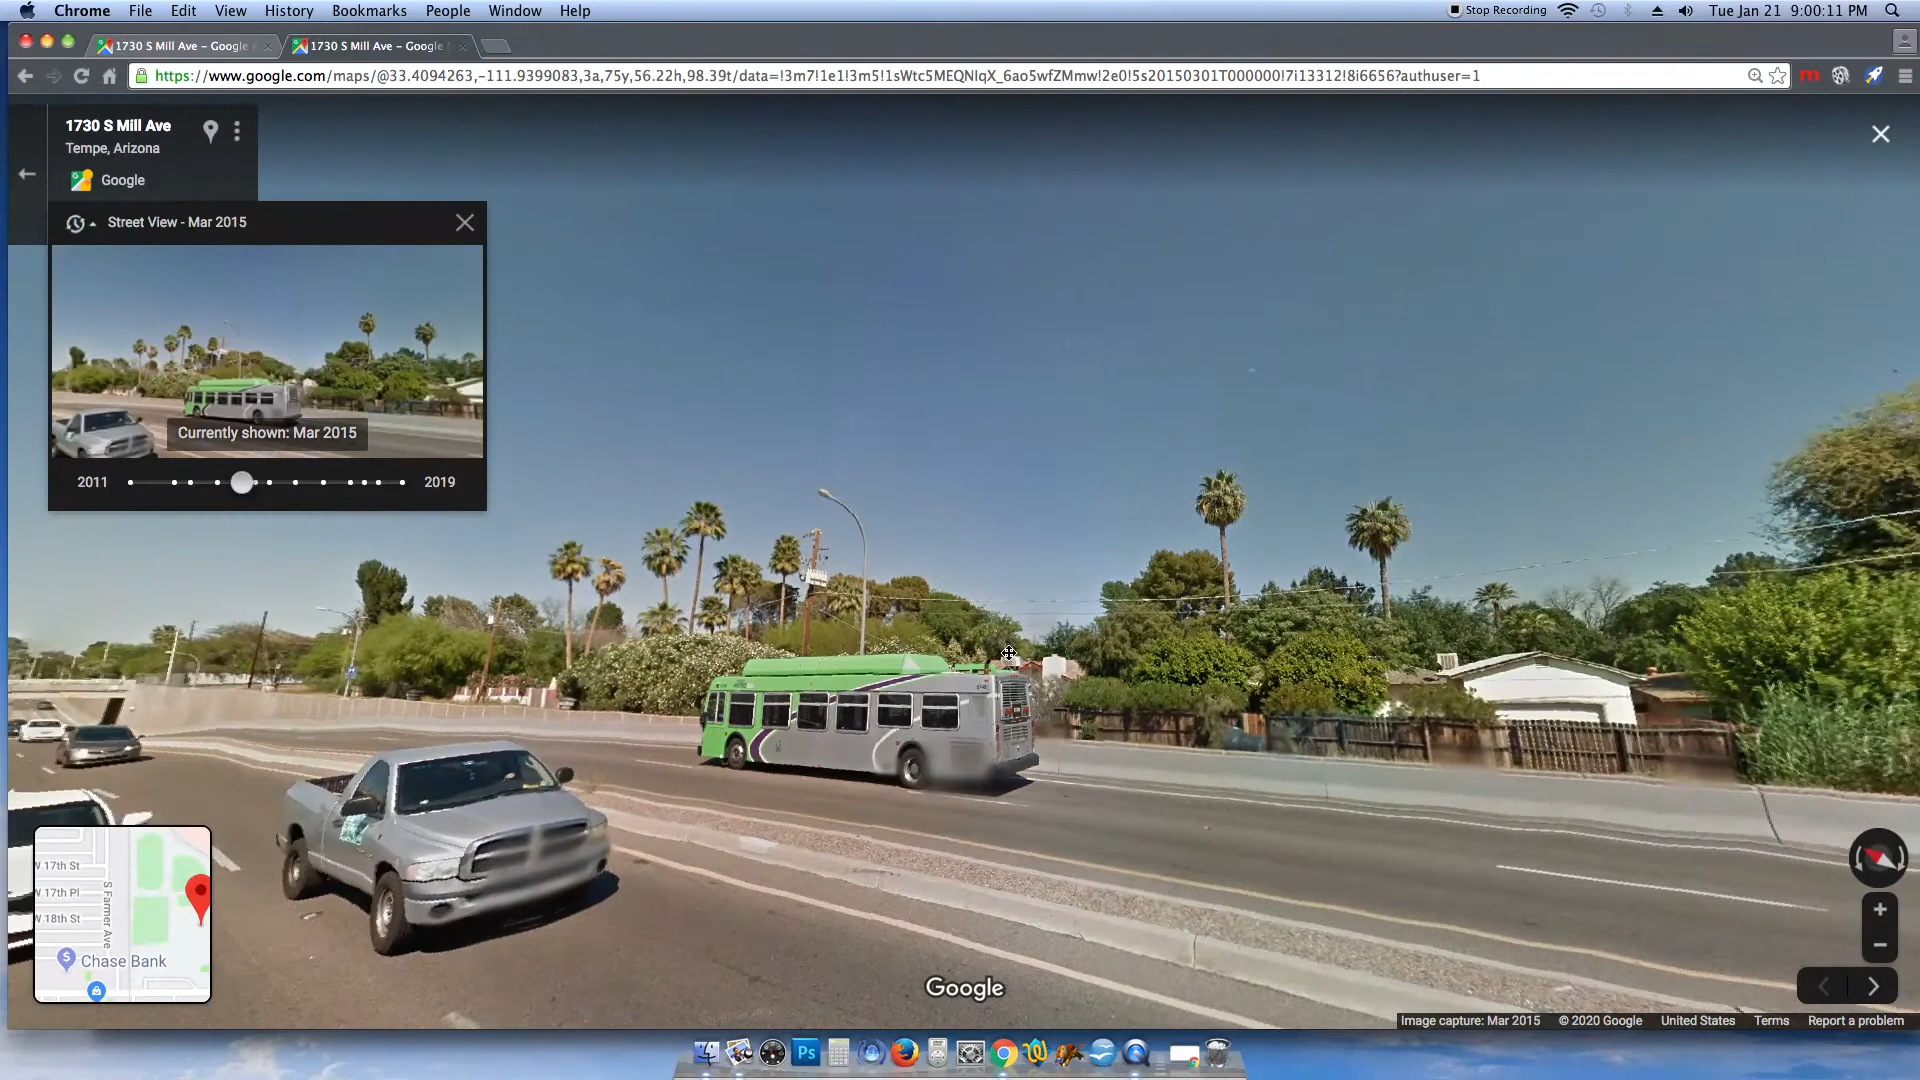 Chrome File Edit View History Bookmarks People Window Help Stop Recording Tue Jan 21 9:00:11 PM
1730 S Mill Ave – Google 1730 S Mill Ave – Google
https://www.google.com/maps/@33.4094263,-111.9399083,3a,75y,56.22h,98.39t/data=!3m7!1e1!3m5!1sWtc5MEQNlqX_6ao5wfZMmw!2e0!5s20150301T000000!7i13312!8i6656?authuser=1
1730 S Mill Ave
Tempe, Arizona
Google
Street View - Mar 2015
Currently shown: Mar 2015
2011 2019
W 17th St
W 17th Pl
W 18th St
S Farmer Ave
Chase Bank
Google
Image capture: Mar 2015 © 2020 Google United States Terms Report a problem
Ps